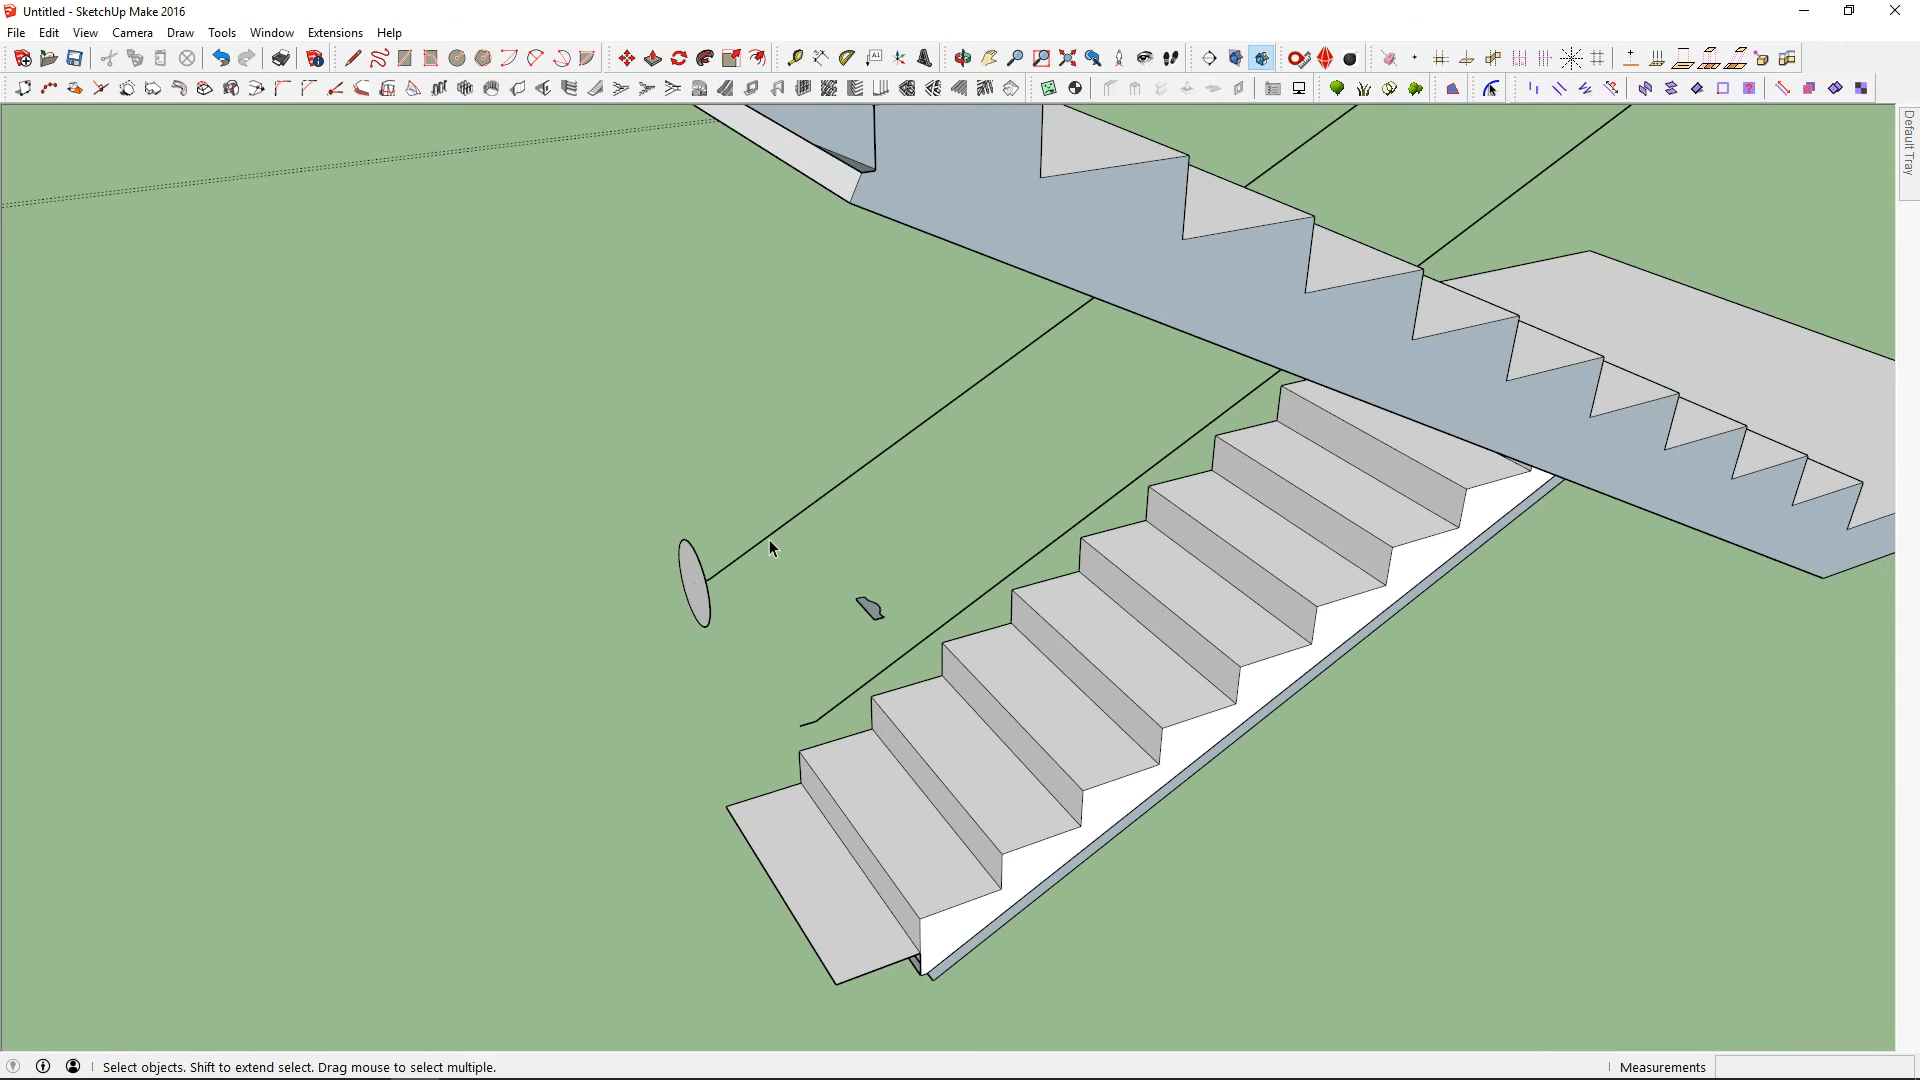 Untitled - SketchUp Make 2016
File Edit View Camera Draw Tools Window Extensions Help
Default Tray
Select objects. Shift to extend select. Drag mouse to select multiple.
Measurements